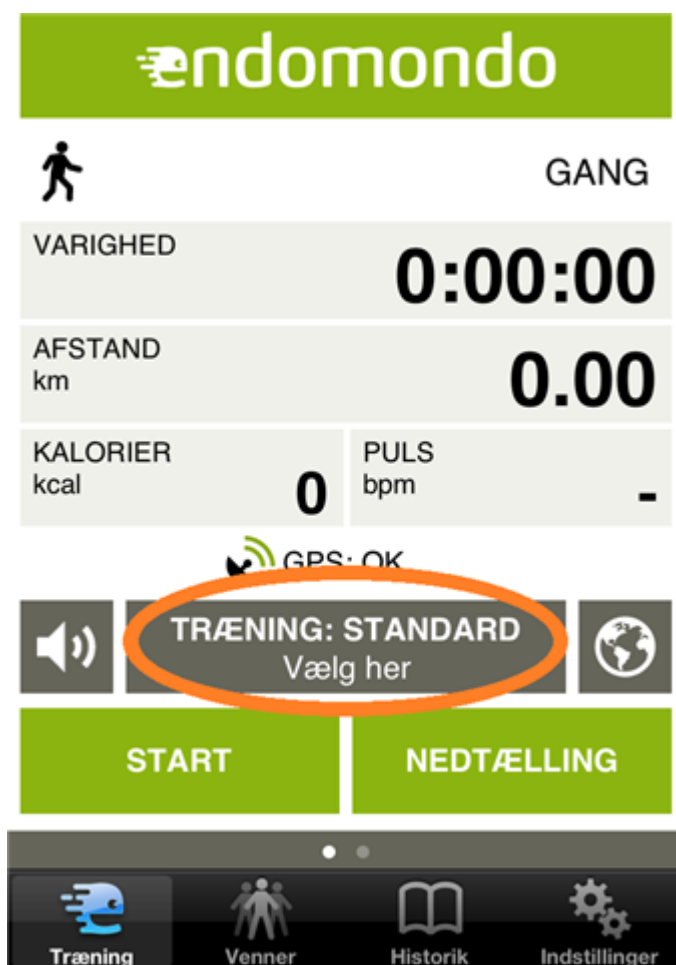 endomondo
GANG
VARIGHED
0:00:00
AFSTAND
km
0.00
KALORIER
kcal
0
PULS
bpm
-
GPS: OK
TRÆNING: STANDARD
Vælg her
START
NEDTÆLLING
Træning
Venner
Historik
Indstillinger